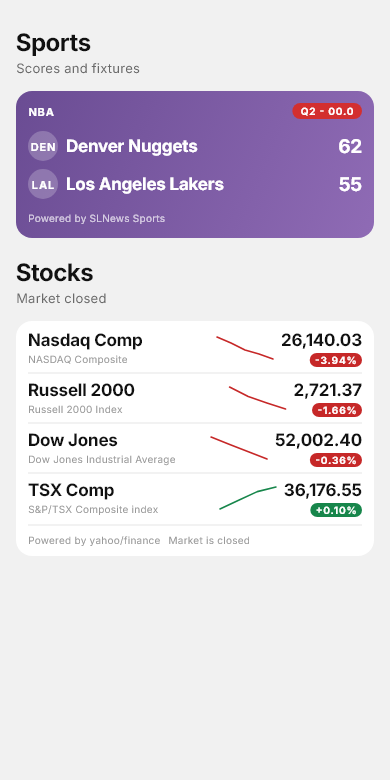 Sports
Scores and fixtures
NBA
Q2 - 00.0
DEN Denver Nuggets 62
LAL Los Angeles Lakers 55
Powered by SLNews Sports
Stocks
Market closed
Nasdaq Comp 26,140.03
NASDAQ Composite -3.94%
Russell 2000 2,721.37
Russell 2000 Index -1.66%
Dow Jones 52,002.40
Dow Jones Industrial Average -0.36%
TSX Comp 36,176.55
S&P/TSX Composite index +0.10%
Powered by yahoo/finance Market is closed